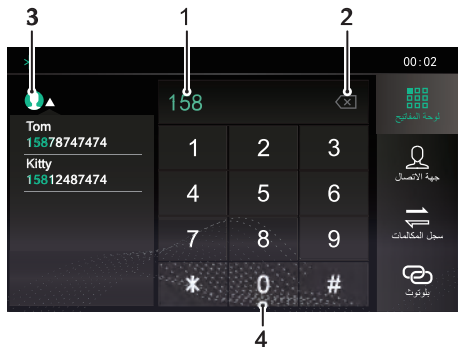 3 1 2
> 00:02
158
لوحة المفاتيح
Tom
15878747474
Kitty
15812487474
1 2 3
جهة الاتصال
4 5 6
سجل المكالمات
7 8 9
* 0 #
بلوتوث
4